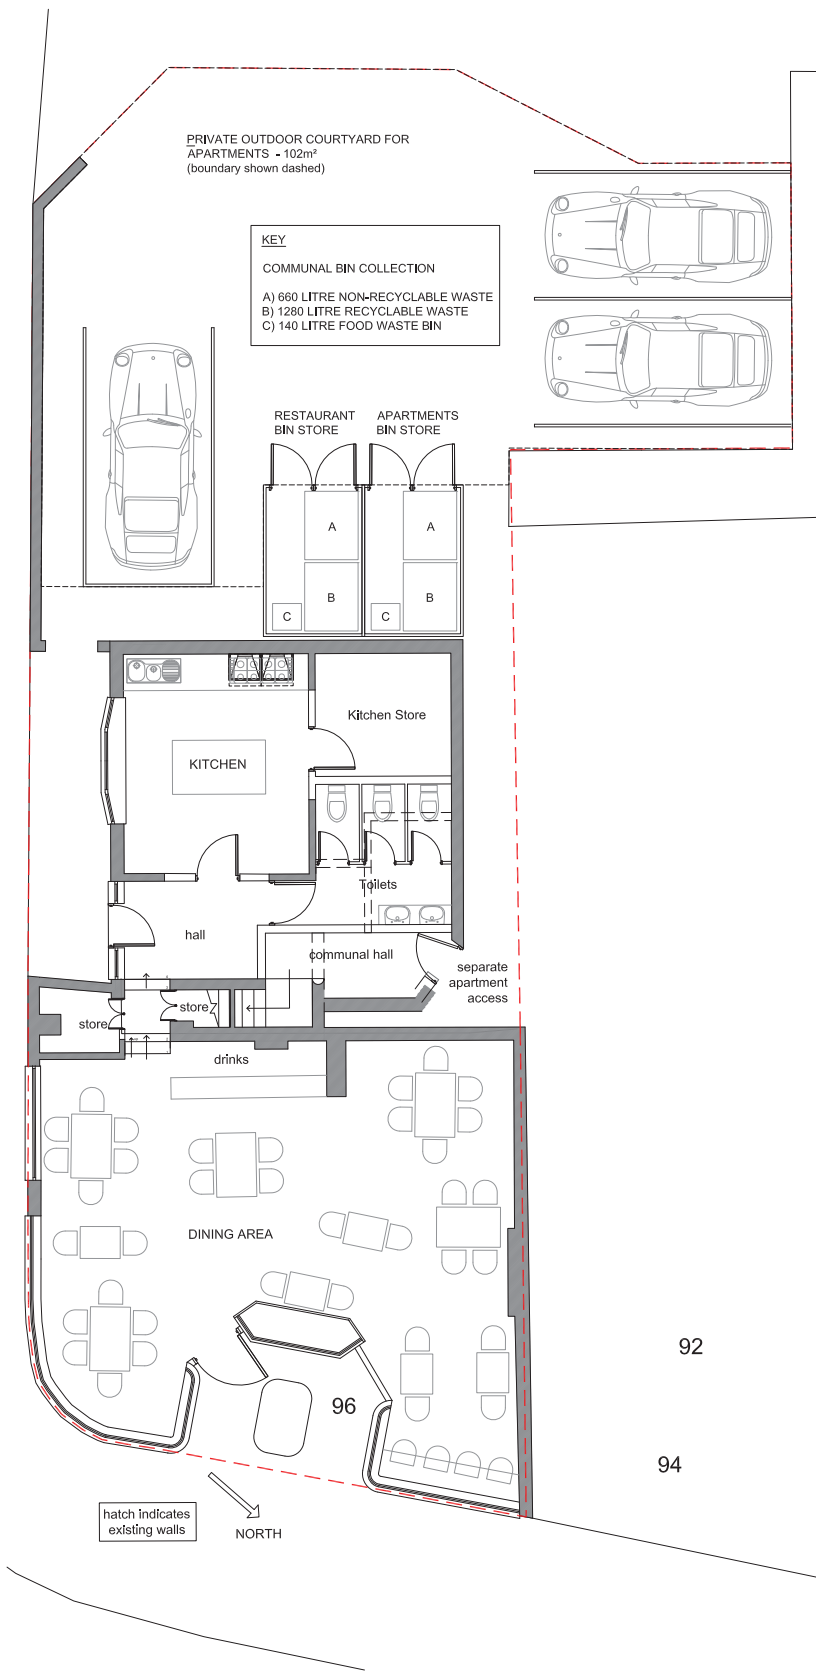 PRIVATE OUTDOOR COURTYARD FOR
APARTMENTS - 102m²
(boundary shown dashed)
KEY
COMMUNAL BIN COLLECTION
A) 660 LITRE NON-RECYCLABLE WASTE
B) 1280 LITRE RECYCLABLE WASTE
C) 140 LITRE FOOD WASTE BIN
RESTAURANT
BIN STORE
APARTMENTS
BIN STORE
A
B
C
A
B
C
Kitchen Store
KITCHEN
Toilets
hall
communal hall
separate
apartment
access
store
store
drinks
DINING AREA
92
96
94
hatch indicates
existing walls
NORTH